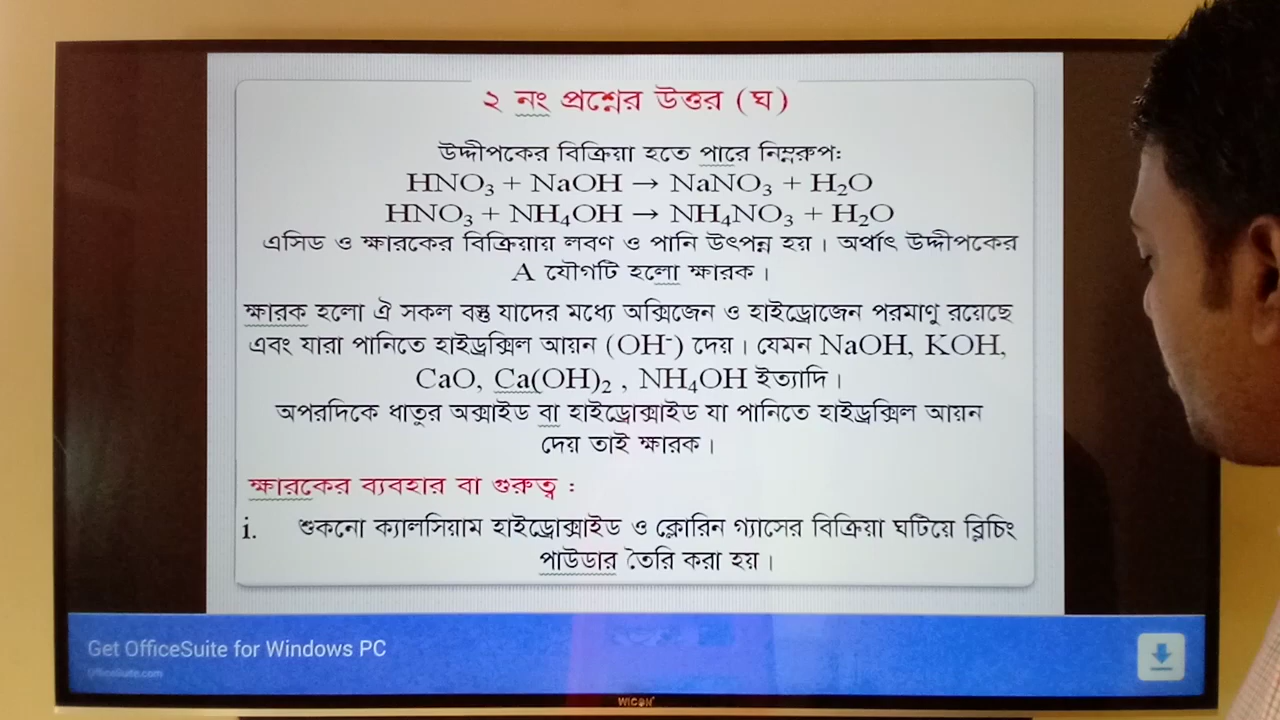 ২ নং প্রশ্নের উত্তর (ঘ)
উদ্দীপকের বিক্রিয়া হতে পারে নিম্নরুপ:
HNO₃ + NaOH → NaNO₃ + H₂O
HNO₃ + NH₄OH → NH₄NO₃ + H₂O
এসিড ও ক্ষারকের বিক্রিয়ায় লবণ ও পানি উৎপন্ন হয়। অর্থাৎ উদ্দীপকের
A যৌগটি হলো ক্ষারক।
ক্ষারক হলো ঐ সকল বস্তু যাদের মধ্যে অক্সিজেন ও হাইড্রোজেন পরমাণু রয়েছে
এবং যারা পানিতে হাইড্রক্সিল আয়ন (OH⁻) দেয়। যেমন NaOH, KOH,
CaO, Ca(OH)₂ , NH₄OH ইত্যাদি।
অপরদিকে ধাতুর অক্সাইড বা হাইড্রোক্সাইড যা পানিতে হাইড্রক্সিল আয়ন
দেয় তাই ক্ষারক।
ক্ষারকের ব্যবহার বা গুরুত্ব :
i. শুকনো ক্যালসিয়াম হাইড্রোক্সাইড ও ক্লোরিন গ্যাসের বিক্রিয়া ঘটিয়ে ব্লিচিং
পাউডার তৈরি করা হয়।
Get OfficeSuite for Windows PC
OfficeSuite.com
WICON